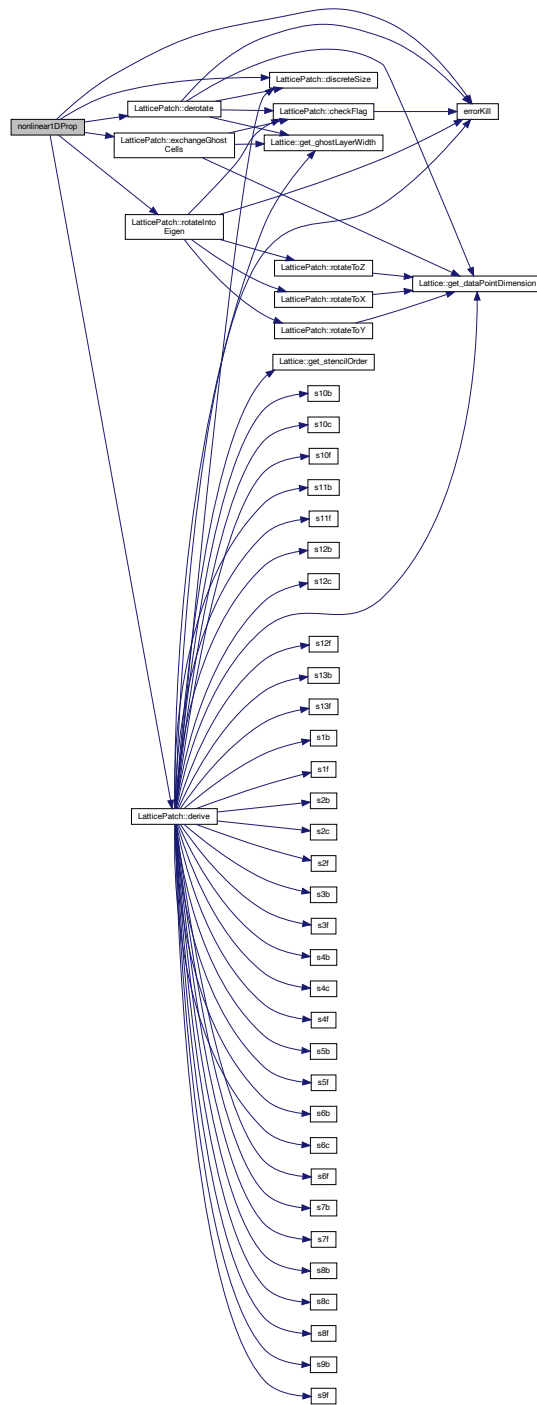 LatticePatch::discreteSize
LatticePatch::derotate
LatticePatch::checkFlag
errorKill
nonlinear1DProp
LatticePatch::exchangeGhost
Cells
Lattice::get_ghostLayerWidth
LatticePatch::rotateInto
Eigen
LatticePatch::rotateToZ
Lattice::get_dataPointDimension
LatticePatch::rotateToX
LatticePatch::rotateToY
Lattice::get_stencilOrder
s10b
s10c
s10f
s11b
s11f
s12b
s12c
s12f
s13b
s13f
s1b
s1f
s2b
LatticePatch::derive
s2c
s2f
s3b
s3f
s4b
s4c
s4f
s5b
s5f
s6b
s6c
s6f
s7b
s7f
s8b
s8c
s8f
s9b
s9f